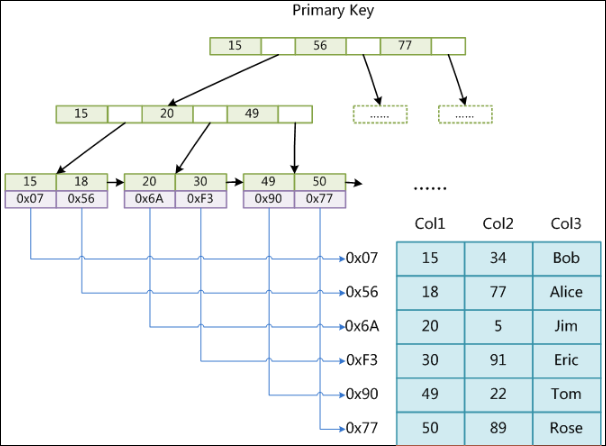 Primary Key
15 56 77
15 20 49
...... ......
15 18 20 30 49 50
0x07 0x56 0x6A 0xF3 0x90 0x77
......
Col1 Col2 Col3
0x07 15 34 Bob
0x56 18 77 Alice
0x6A 20 5 Jim
0xF3 30 91 Eric
0x90 49 22 Tom
0x77 50 89 Rose